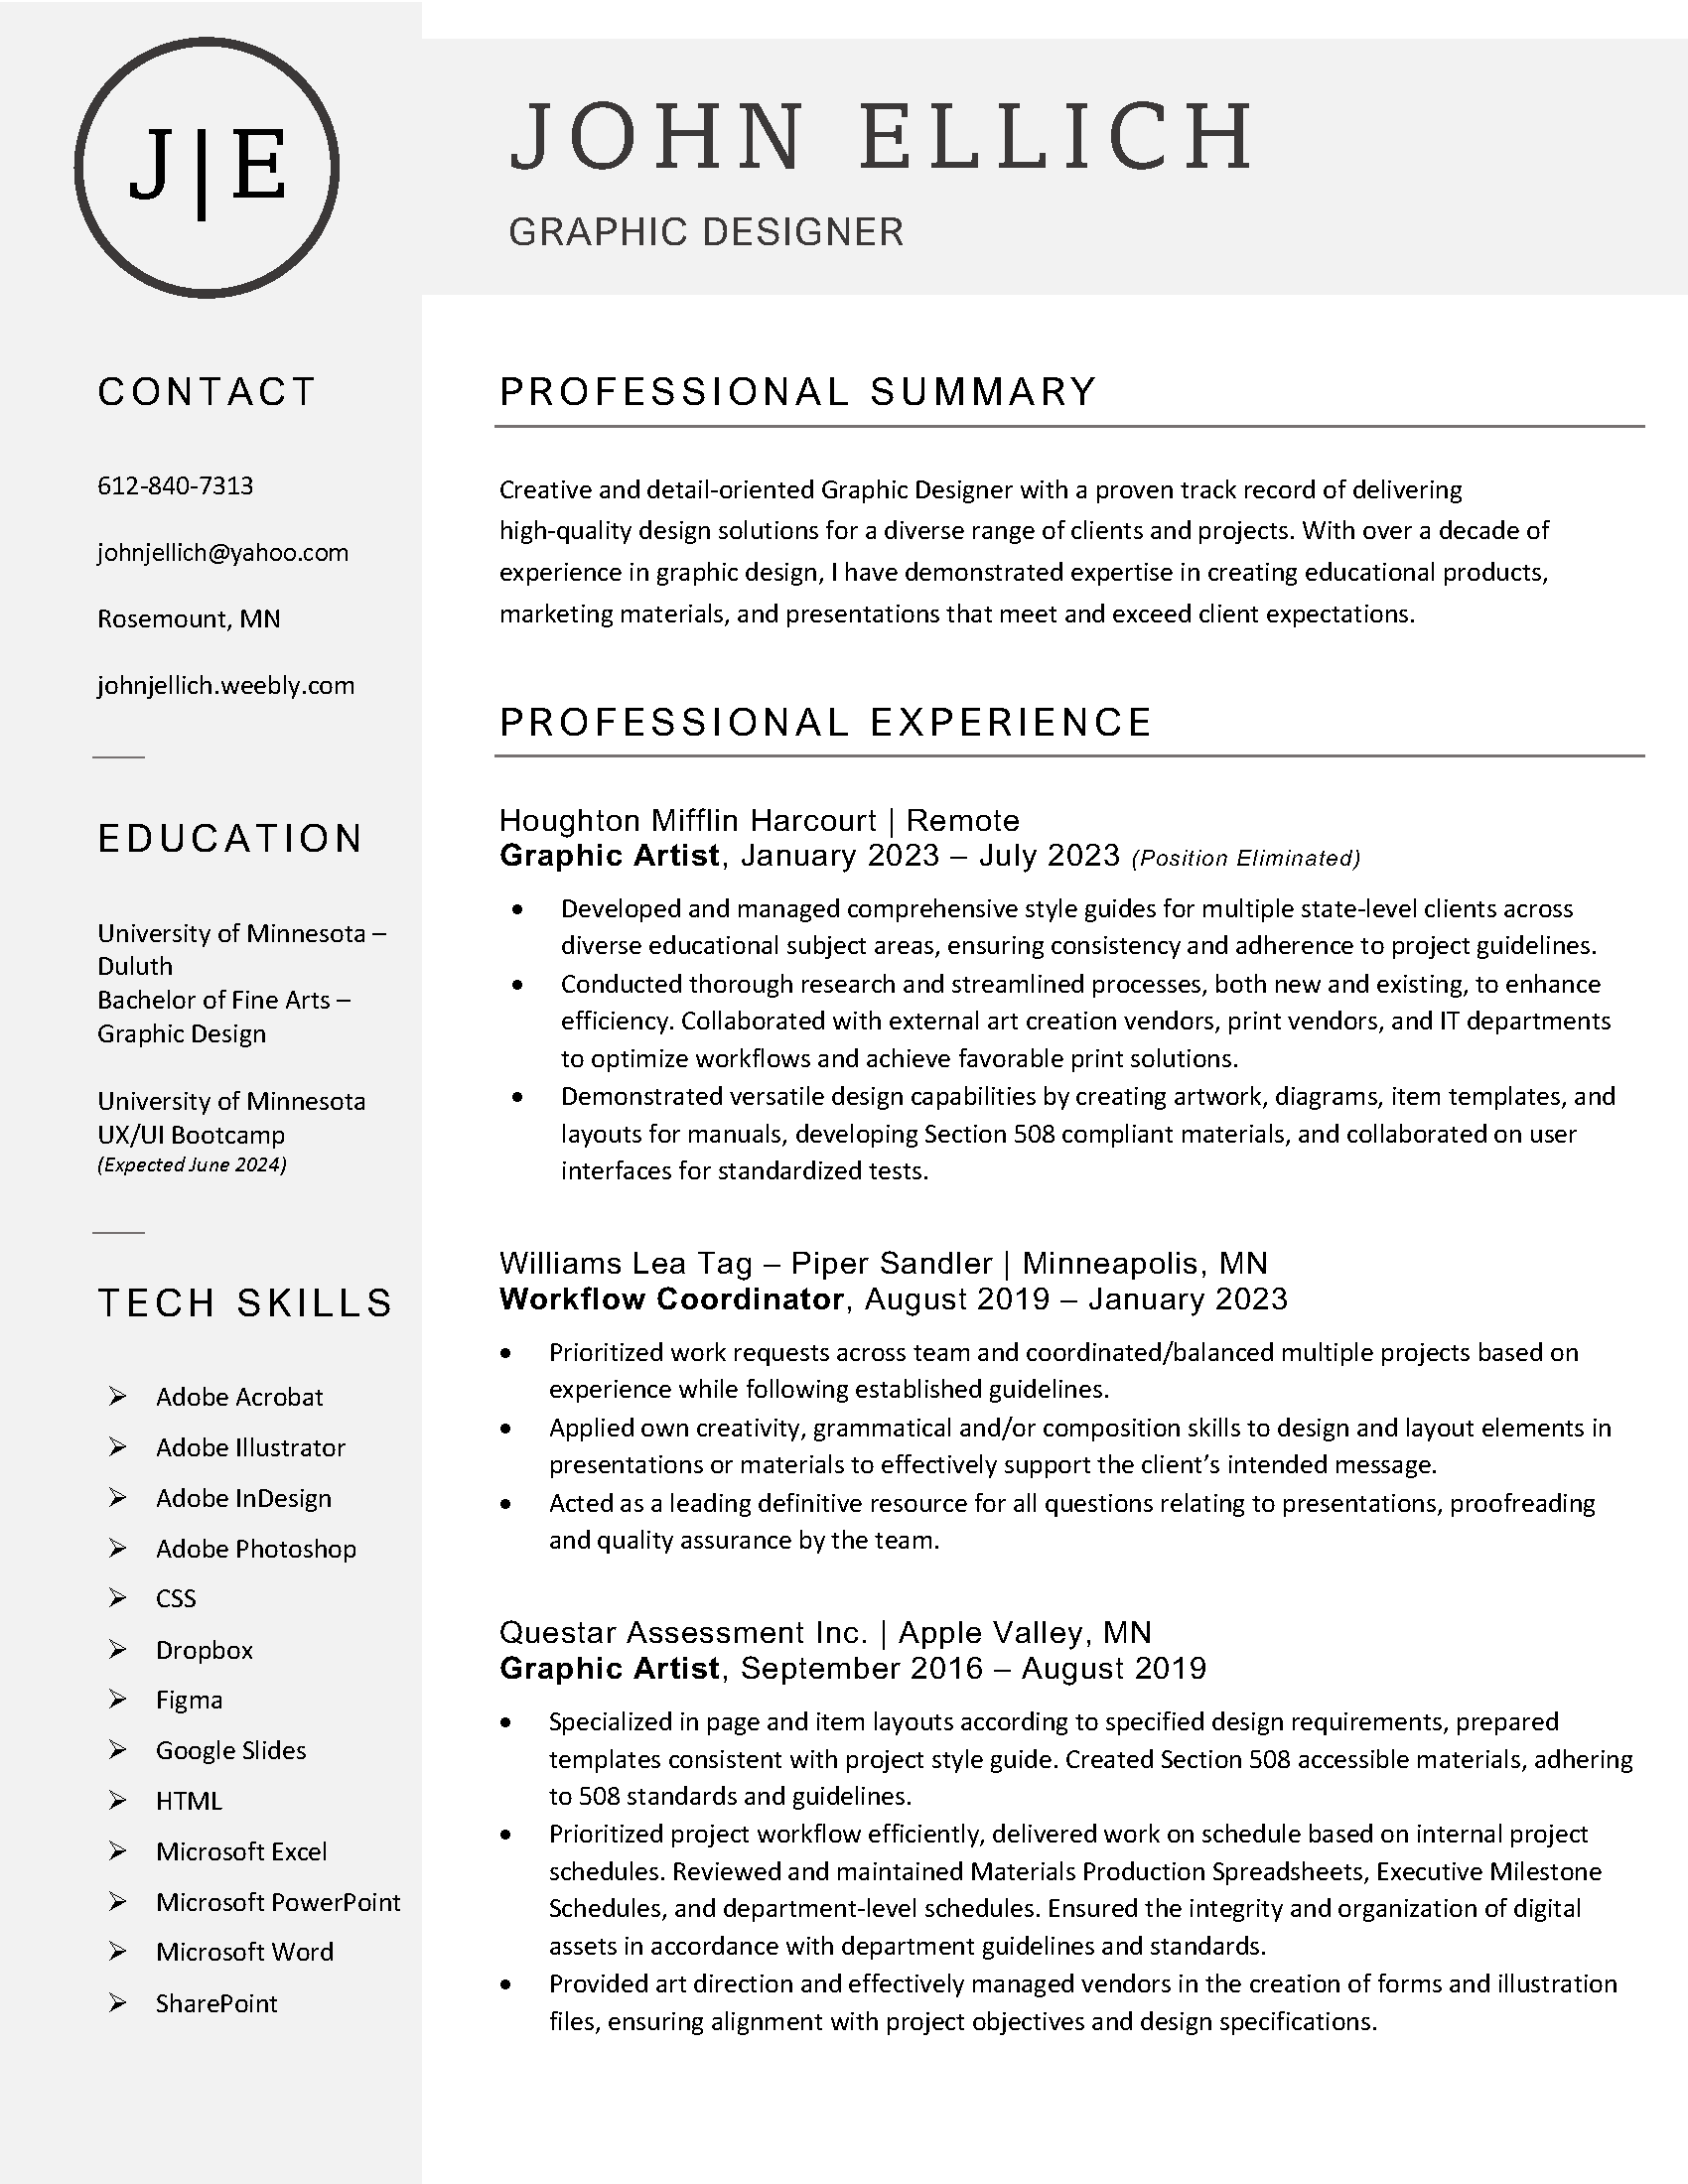 J|E
JOHN ELLICH
GRAPHIC DESIGNER
CONTACT
612-840-7313
johnjellich@yahoo.com
Rosemount, MN
johnjellich.weebly.com
EDUCATION
University of Minnesota –
Duluth
Bachelor of Fine Arts –
Graphic Design
University of Minnesota
UX/UI Bootcamp
(Expected June 2024)
TECH SKILLS
⮚ Adobe Acrobat
⮚ Adobe Illustrator
⮚ Adobe InDesign
⮚ Adobe Photoshop
⮚ CSS
⮚ Dropbox
⮚ Figma
⮚ Google Slides
⮚ HTML
⮚ Microsoft Excel
⮚ Microsoft PowerPoint
⮚ Microsoft Word
⮚ SharePoint
PROFESSIONAL SUMMARY
Creative and detail-oriented Graphic Designer with a proven track record of delivering
high-quality design solutions for a diverse range of clients and projects. With over a decade of
experience in graphic design, I have demonstrated expertise in creating educational products,
marketing materials, and presentations that meet and exceed client expectations.
PROFESSIONAL EXPERIENCE
Houghton Mifflin Harcourt | Remote
Graphic Artist, January 2023 – July 2023 (Position Eliminated)
• Developed and managed comprehensive style guides for multiple state-level clients across
diverse educational subject areas, ensuring consistency and adherence to project guidelines.
• Conducted thorough research and streamlined processes, both new and existing, to enhance
efficiency. Collaborated with external art creation vendors, print vendors, and IT departments
to optimize workflows and achieve favorable print solutions.
• Demonstrated versatile design capabilities by creating artwork, diagrams, item templates, and
layouts for manuals, developing Section 508 compliant materials, and collaborated on user
interfaces for standardized tests.
Williams Lea Tag – Piper Sandler | Minneapolis, MN
Workflow Coordinator, August 2019 – January 2023
• Prioritized work requests across team and coordinated/balanced multiple projects based on
experience while following established guidelines.
• Applied own creativity, grammatical and/or composition skills to design and layout elements in
presentations or materials to effectively support the client’s intended message.
• Acted as a leading definitive resource for all questions relating to presentations, proofreading
and quality assurance by the team.
Questar Assessment Inc. | Apple Valley, MN
Graphic Artist, September 2016 – August 2019
• Specialized in page and item layouts according to specified design requirements, prepared
templates consistent with project style guide. Created Section 508 accessible materials, adhering
to 508 standards and guidelines.
• Prioritized project workflow efficiently, delivered work on schedule based on internal project
schedules. Reviewed and maintained Materials Production Spreadsheets, Executive Milestone
Schedules, and department-level schedules. Ensured the integrity and organization of digital
assets in accordance with department guidelines and standards.
• Provided art direction and effectively managed vendors in the creation of forms and illustration
files, ensuring alignment with project objectives and design specifications.